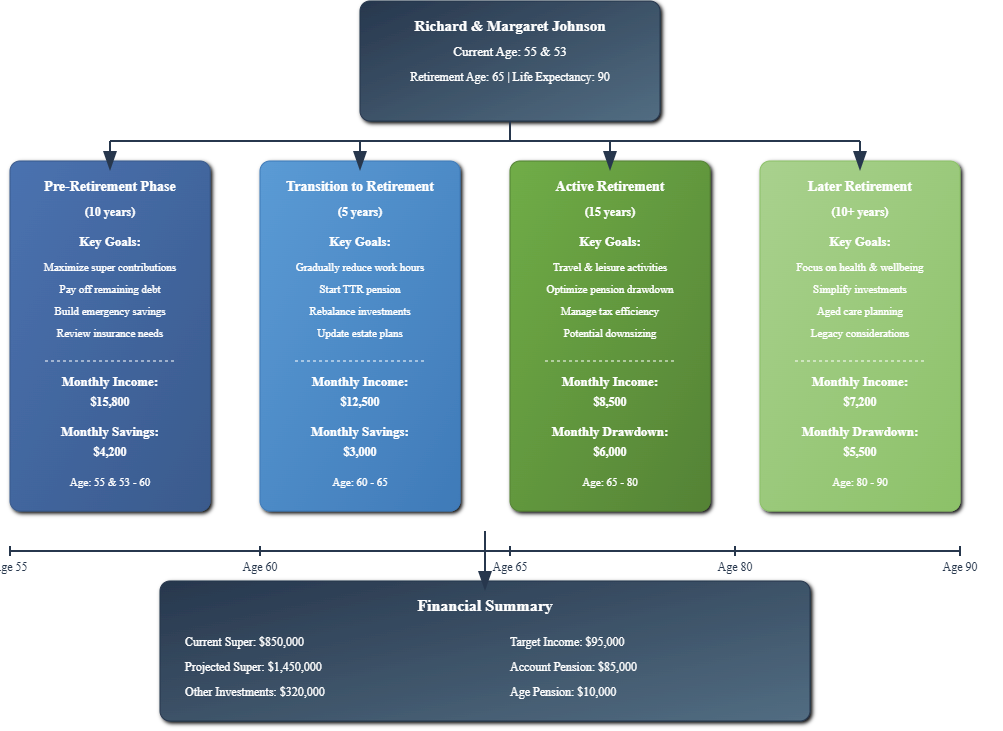 Richard & Margaret Johnson
Current Age: 55 & 53
Retirement Age: 65 | Life Expectancy: 90
Pre-Retirement Phase
(10 years)
Key Goals:
Maximize super contributions
Pay off remaining debt
Build emergency savings
Review insurance needs
Monthly Income:
$15,800
Monthly Savings:
$4,200
Age: 55 & 53 - 60
Transition to Retirement
(5 years)
Key Goals:
Gradually reduce work hours
Start TTR pension
Rebalance investments
Update estate plans
Monthly Income:
$12,500
Monthly Savings:
$3,000
Age: 60 - 65
Active Retirement
(15 years)
Key Goals:
Travel & leisure activities
Optimize pension drawdown
Manage tax efficiency
Potential downsizing
Monthly Income:
$8,500
Monthly Drawdown:
$6,000
Age: 65 - 80
Later Retirement
(10+ years)
Key Goals:
Focus on health & wellbeing
Simplify investments
Aged care planning
Legacy considerations
Monthly Income:
$7,200
Monthly Drawdown:
$5,500
Age: 80 - 90
ge 55
Age 60
Age 65
Age 80
Age 90
Financial Summary
Current Super: $850,000
Projected Super: $1,450,000
Other Investments: $320,000
Target Income: $95,000
Account Pension: $85,000
Age Pension: $10,000